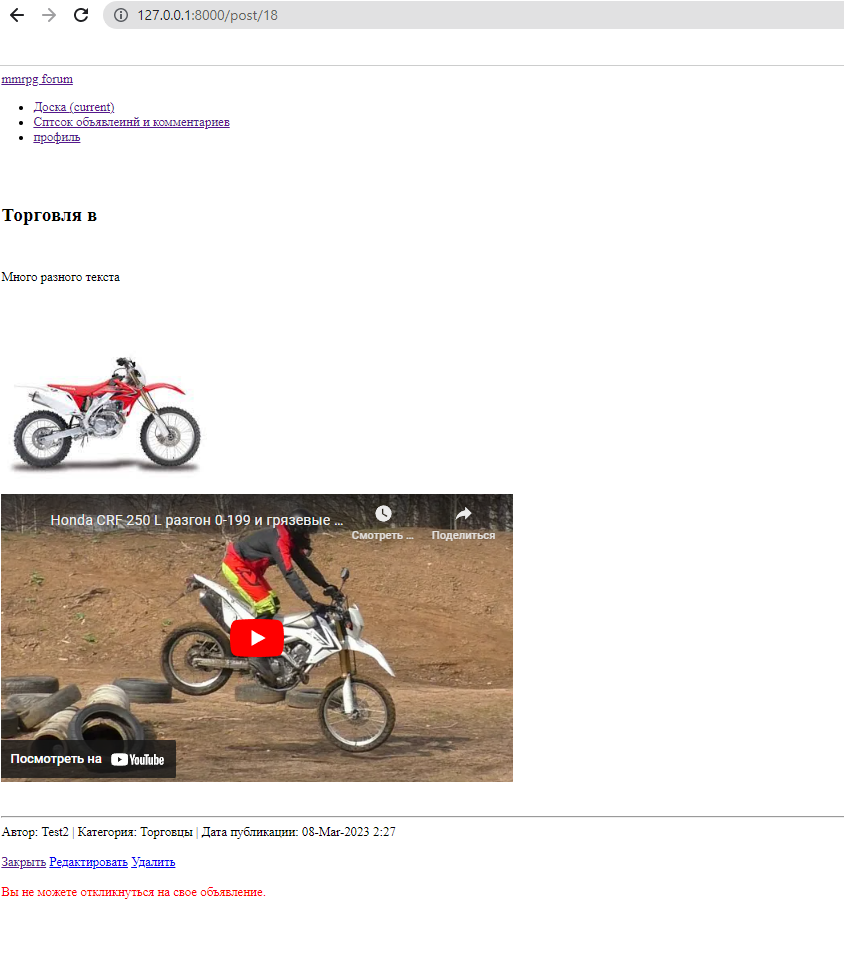 127.0.0.1:8000/post/18
mmrpg forum
Доска (current)
Сптсок объявлеинй и комментариев
профиль
Торговля в
Много разного текста
Honda CRF 250 L разгон 0-199 и грязевые ...
Смотреть ... Поделиться
Посмотреть на YouTube
Автор: Test2 | Категория: Торговцы | Дата публикации: 08-Mar-2023 2:27
Закрыть Редактировать Удалить
Вы не можете откликнуться на свое объявление.